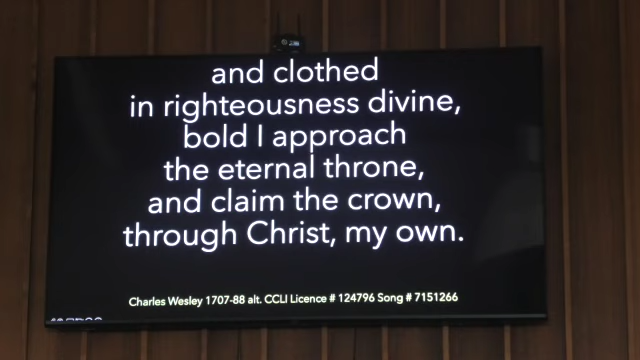 and clothed
in righteousness divine,
bold I approach
the eternal throne,
and claim the crown,
through Christ, my own.
Charles Wesley 1707-88 alt. CCLI Licence # 124796 Song # 7151266